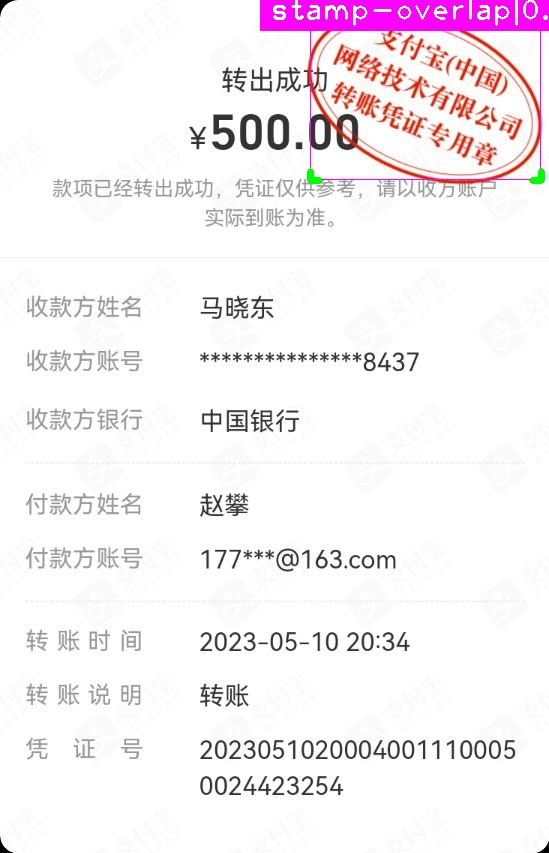 stamp-overlap|0.
支付宝(中国)
网络技术有限公司
转账凭证专用章
转出成功
¥500.00
款项已经转出成功，凭证仅供参考，请以收方账户
实际到账为准。
收款方姓名 马晓东
收款方账号 ***************8437
收款方银行 中国银行
付款方姓名 赵攀
付款方账号 177***@163.com
转账时间 2023-05-10 20:34
转账说明 转账
凭证号 2023051020004001110005
0024423254
支付宝